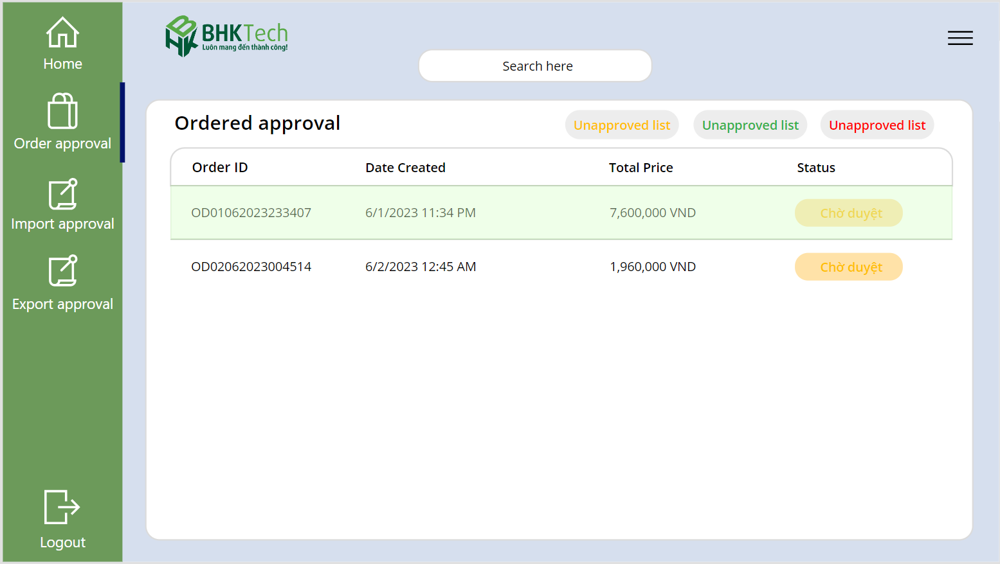 Home
Order approval
Import approval
Export approval
Logout
BHKTech
Luôn mang đến thành công!
Search here
Ordered approval
Unapproved list Unapproved list Unapproved list
Order ID Date Created Total Price Status
OD01062023233407 6/1/2023 11:34 PM 7,600,000 VND Chờ duyệt
OD02062023004514 6/2/2023 12:45 AM 1,960,000 VND Chờ duyệt